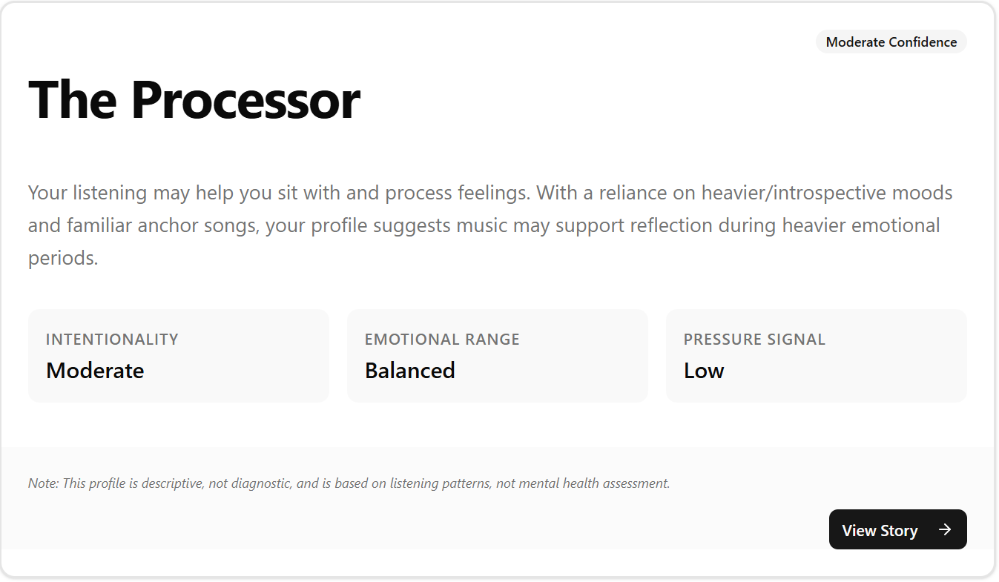 Moderate Confidence
The Processor
Your listening may help you sit with and process feelings. With a reliance on heavier/introspective moods
and familiar anchor songs, your profile suggests music may support reflection during heavier emotional
periods.
INTENTIONALITY
Moderate
EMOTIONAL RANGE
Balanced
PRESSURE SIGNAL
Low
Note: This profile is descriptive, not diagnostic, and is based on listening patterns, not mental health assessment.
View Story →